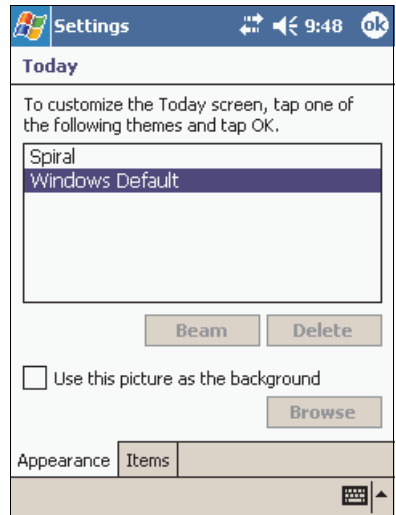 Settings 9:48 ok
Today
To customize the Today screen, tap one of
the following themes and tap OK.
Spiral
Windows Default
Beam Delete
Use this picture as the background
Browse
Appearance Items